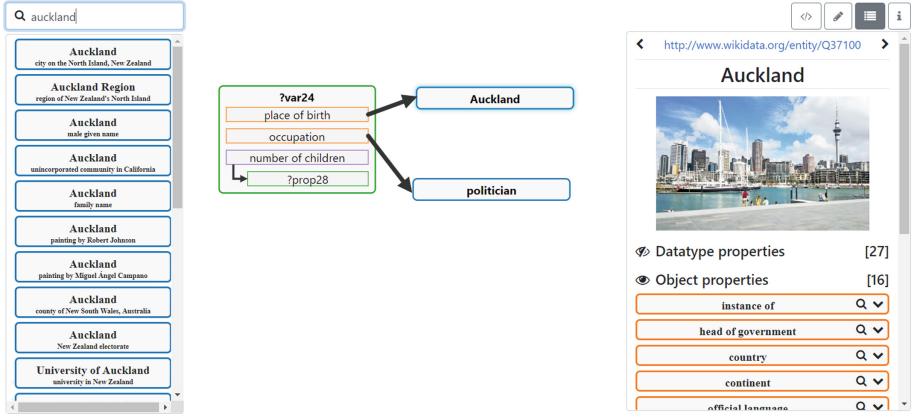 auckland
Auckland
city on the North Island, New Zealand
Auckland Region
region of New Zealand's North Island
Auckland
male given name
Auckland
unincorporated community in California
Auckland
family name
Auckland
painting by Robert Johnson
Auckland
painting by Miguel Ángel Campano
Auckland
county of New South Wales, Australia
Auckland
New Zealand electorate
University of Auckland
university in New Zealand
?var24
place of birth
occupation
number of children
?prop28
Auckland
politician
</>
i
http://www.wikidata.org/entity/Q37100
Auckland
Datatype properties [27]
Object properties [16]
instance of
head of government
country
continent
official language